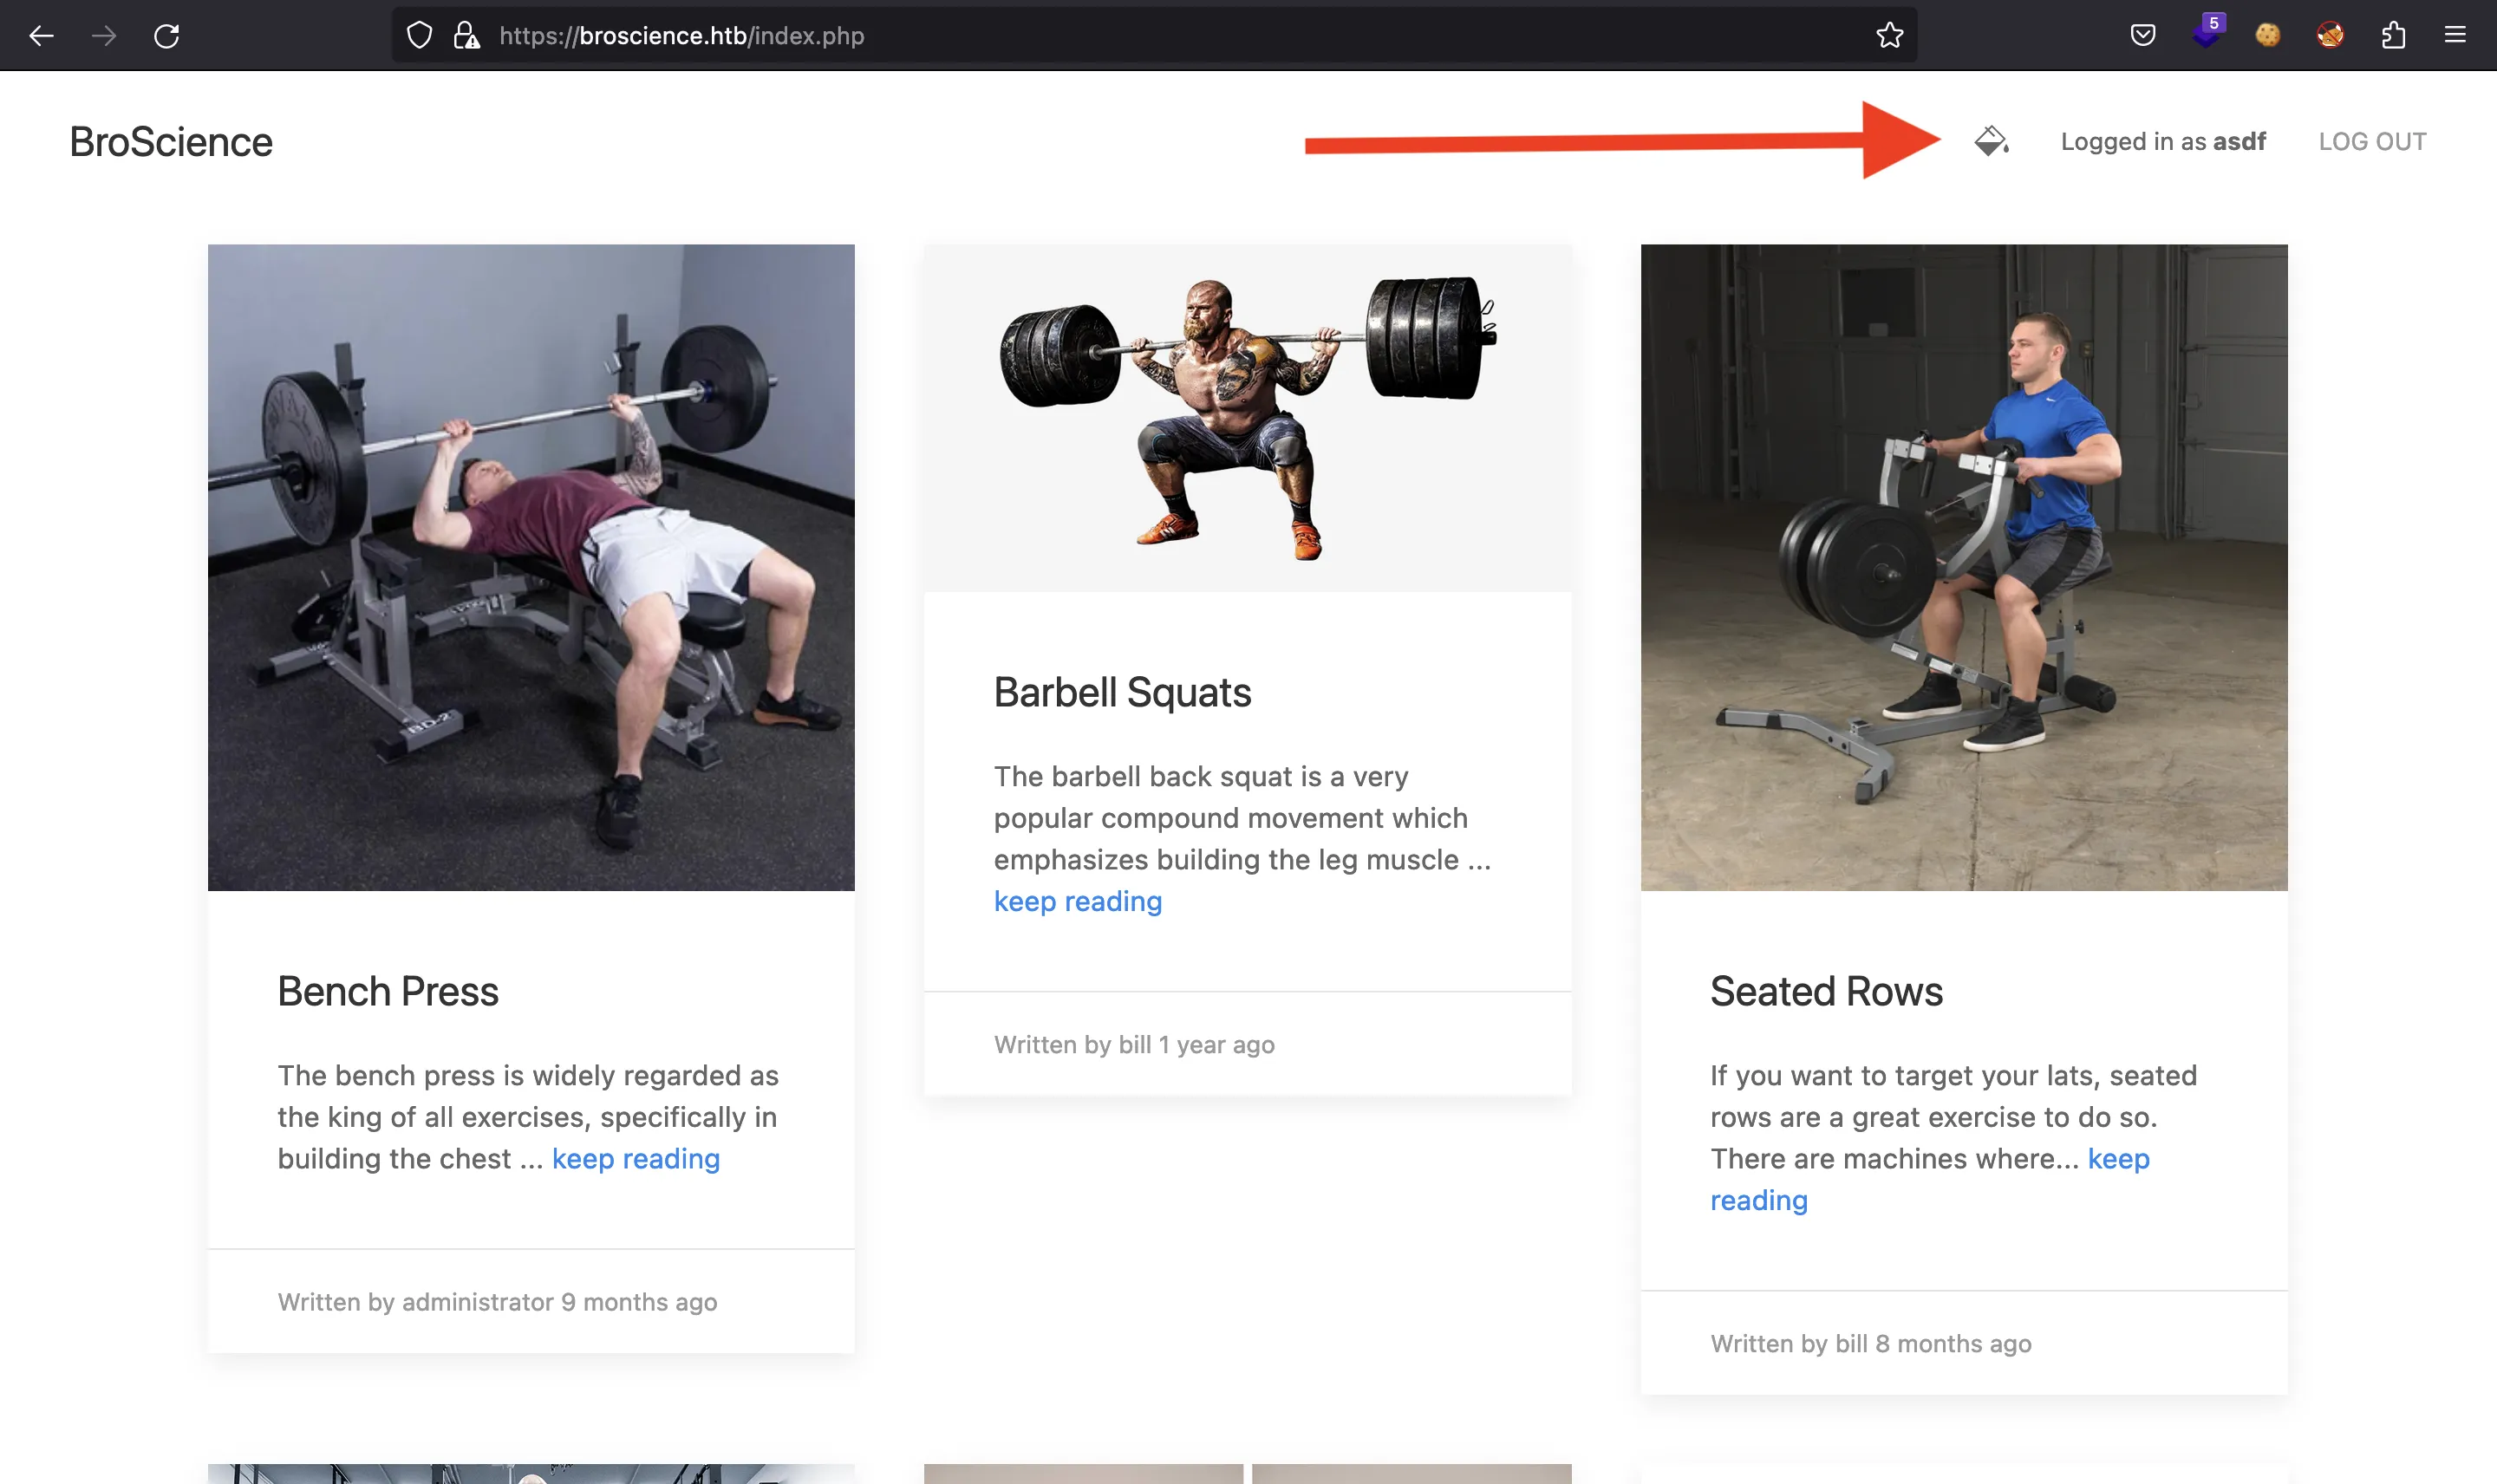 5
https://broscience.htb/index.php
BroScience
Logged in as asdf
LOG OUT
Bench Press
The bench press is widely regarded as
the king of all exercises, specifically in
building the chest ... keep reading
Written by administrator 9 months ago
Barbell Squats
The barbell back squat is a very
popular compound movement which
emphasizes building the leg muscle ...
keep reading
Written by bill 1 year ago
Seated Rows
If you want to target your lats, seated
rows are a great exercise to do so.
There are machines where... keep
reading
Written by bill 8 months ago